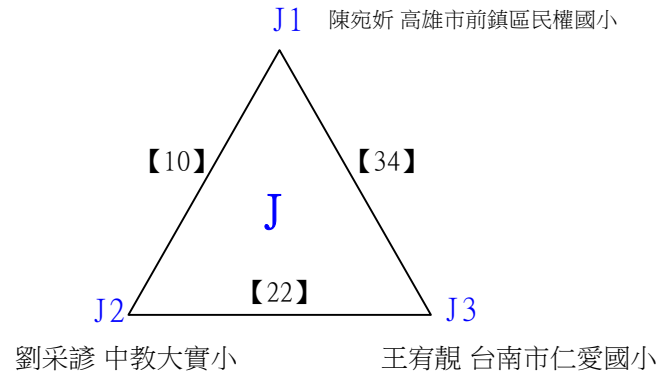 J1 陳宛妡 高雄市前鎮區民權國小
【10】 【34】
J
【22】
J2 J3
劉采諺 中教大實小 王宥靚 台南市仁愛國小